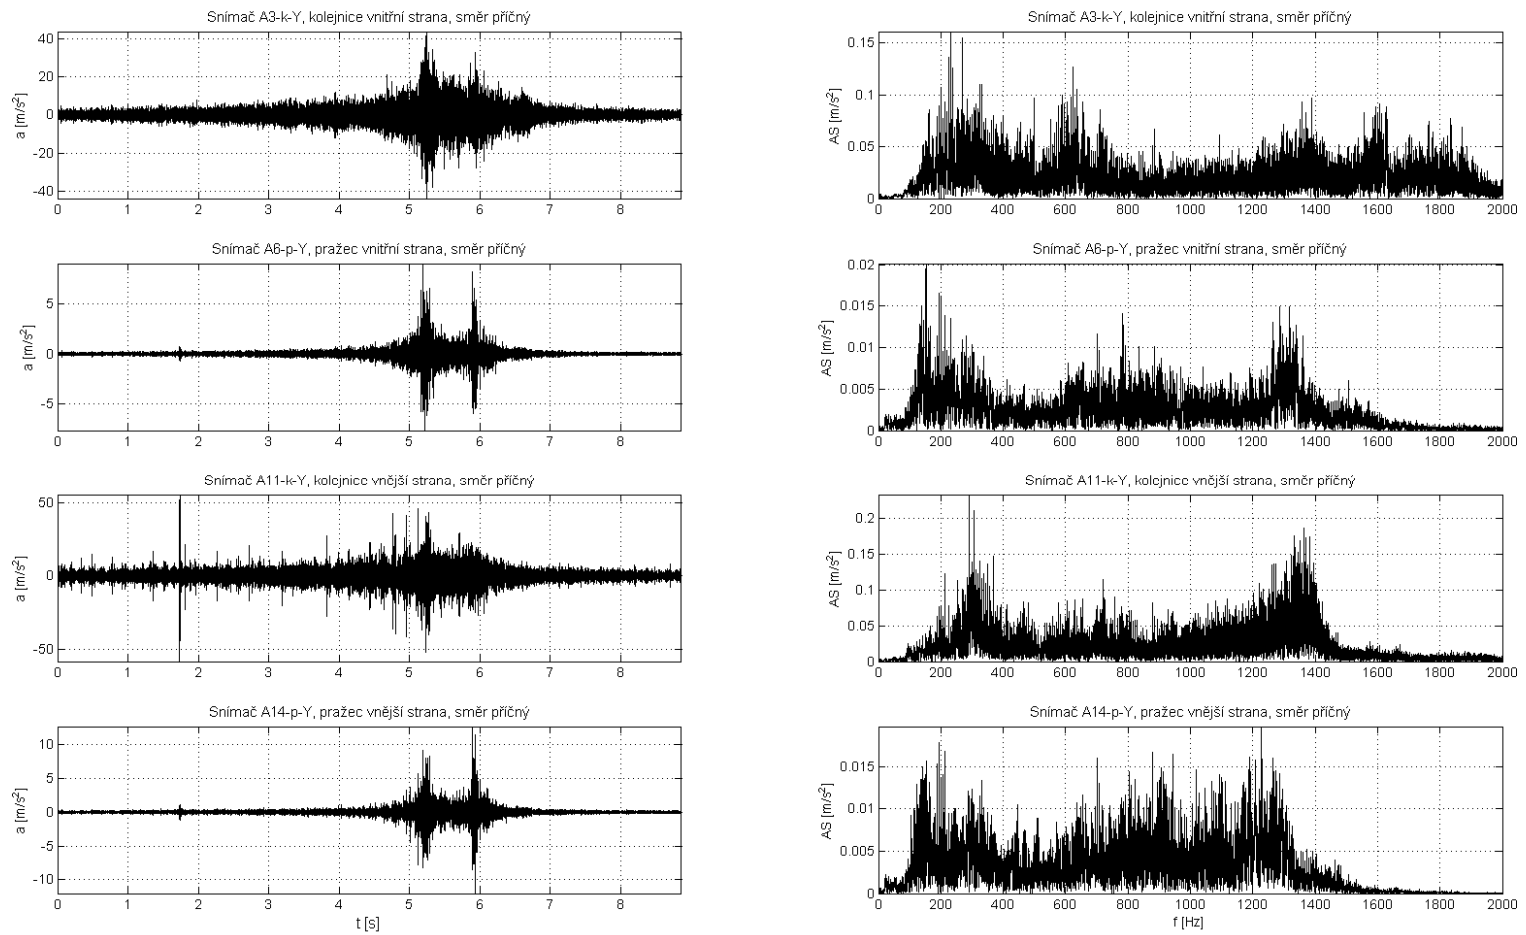 Snímač A3-k-Y, kolejnice vnitřní strana, směr příčný
a [m/s²]
40
20
0
-20
-40
0 1 2 3 4 5 6 7 8
Snímač A3-k-Y, kolejnice vnitřní strana, směr příčný
AS [m/s²]
0.15
0.1
0.05
0
0 200 400 600 800 1000 1200 1400 1600 1800 2000
Snímač A6-p-Y, pražec vnitřní strana, směr příčný
a [m/s²]
5
0
-5
0 1 2 3 4 5 6 7 8
Snímač A6-p-Y, pražec vnitřní strana, směr příčný
AS [m/s²]
0.02
0.015
0.01
0.005
0
0 200 400 600 800 1000 1200 1400 1600 1800 2000
Snímač A11-k-Y, kolejnice vnější strana, směr příčný
a [m/s²]
50
0
-50
0 1 2 3 4 5 6 7 8
Snímač A11-k-Y, kolejnice vnější strana, směr příčný
AS [m/s²]
0.2
0.15
0.1
0.05
0
0 200 400 600 800 1000 1200 1400 1600 1800 2000
Snímač A14-p-Y, pražec vnější strana, směr příčný
a [m/s²]
10
5
0
-5
-10
0 1 2 3 4 5 6 7 8
t [s]
Snímač A14-p-Y, pražec vnější strana, směr příčný
AS [m/s²]
0.015
0.01
0.005
0
0 200 400 600 800 1000 1200 1400 1600 1800 2000
f [Hz]